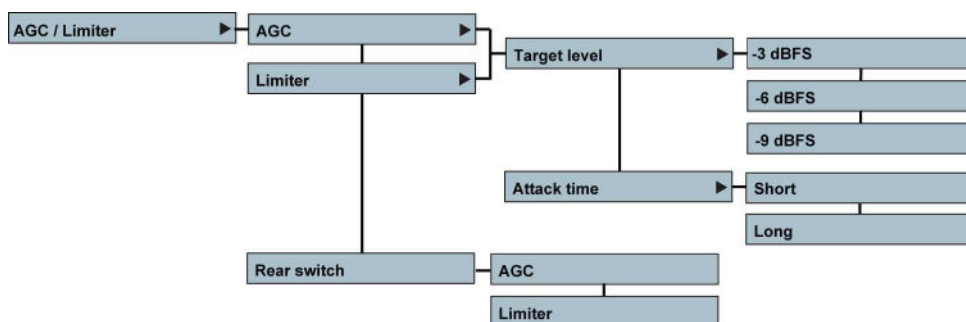 AGC / Limiter
AGC
Limiter
Target level
-3 dBFS
-6 dBFS
-9 dBFS
Attack time
Short
Long
Rear switch
AGC
Limiter